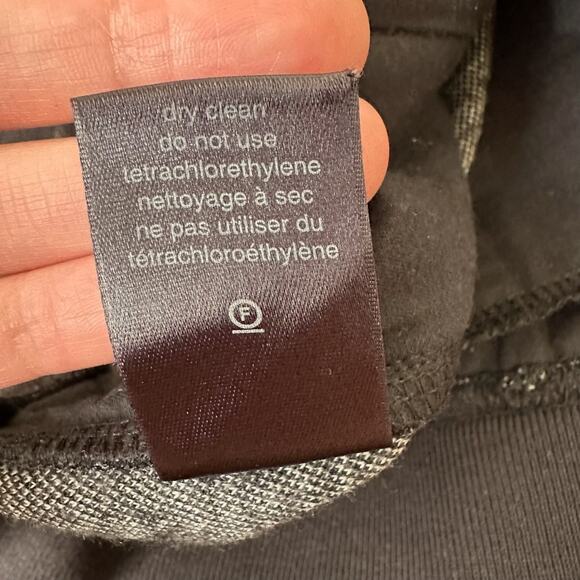 dry clean
do not use
tetrachlorethylene
nettoyage à sec
ne pas utiliser du
tétrachloroéthylène
F